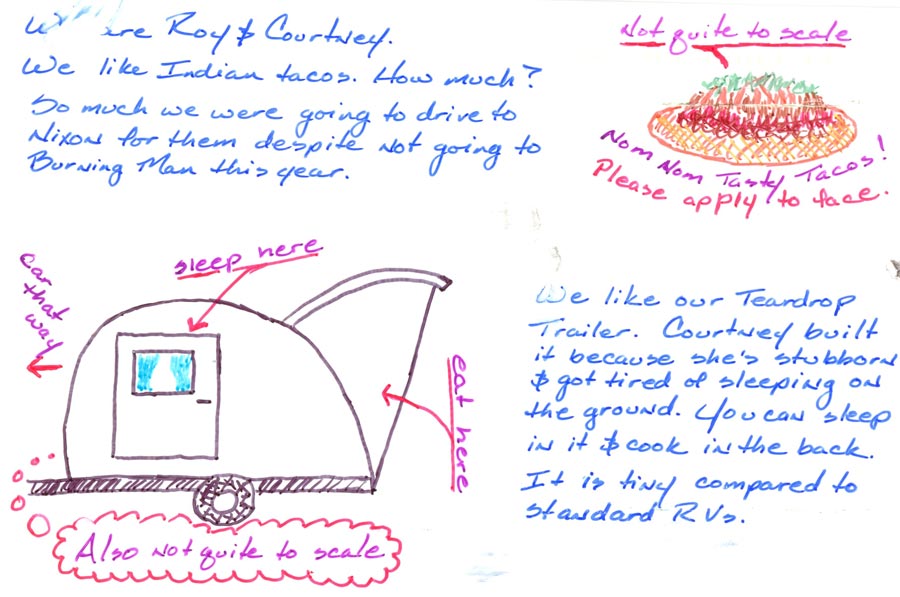 Roy & Courtney.
We like Indian tacos. How much?
So much we were going to drive to
Nixon for them despite not going to
Burning Man this year.
Not quite to scale
Nom Nom Tasty Tacos!
Please apply to face.
car
that
way
sleep here
eat here
Also not quite to scale
We like our Teardrop
Trailer. Courtney built
it because she's stubborn
& got tired of sleeping on
the ground. You can sleep
in it & cook in the back.
It is tiny compared to
standard RVs.